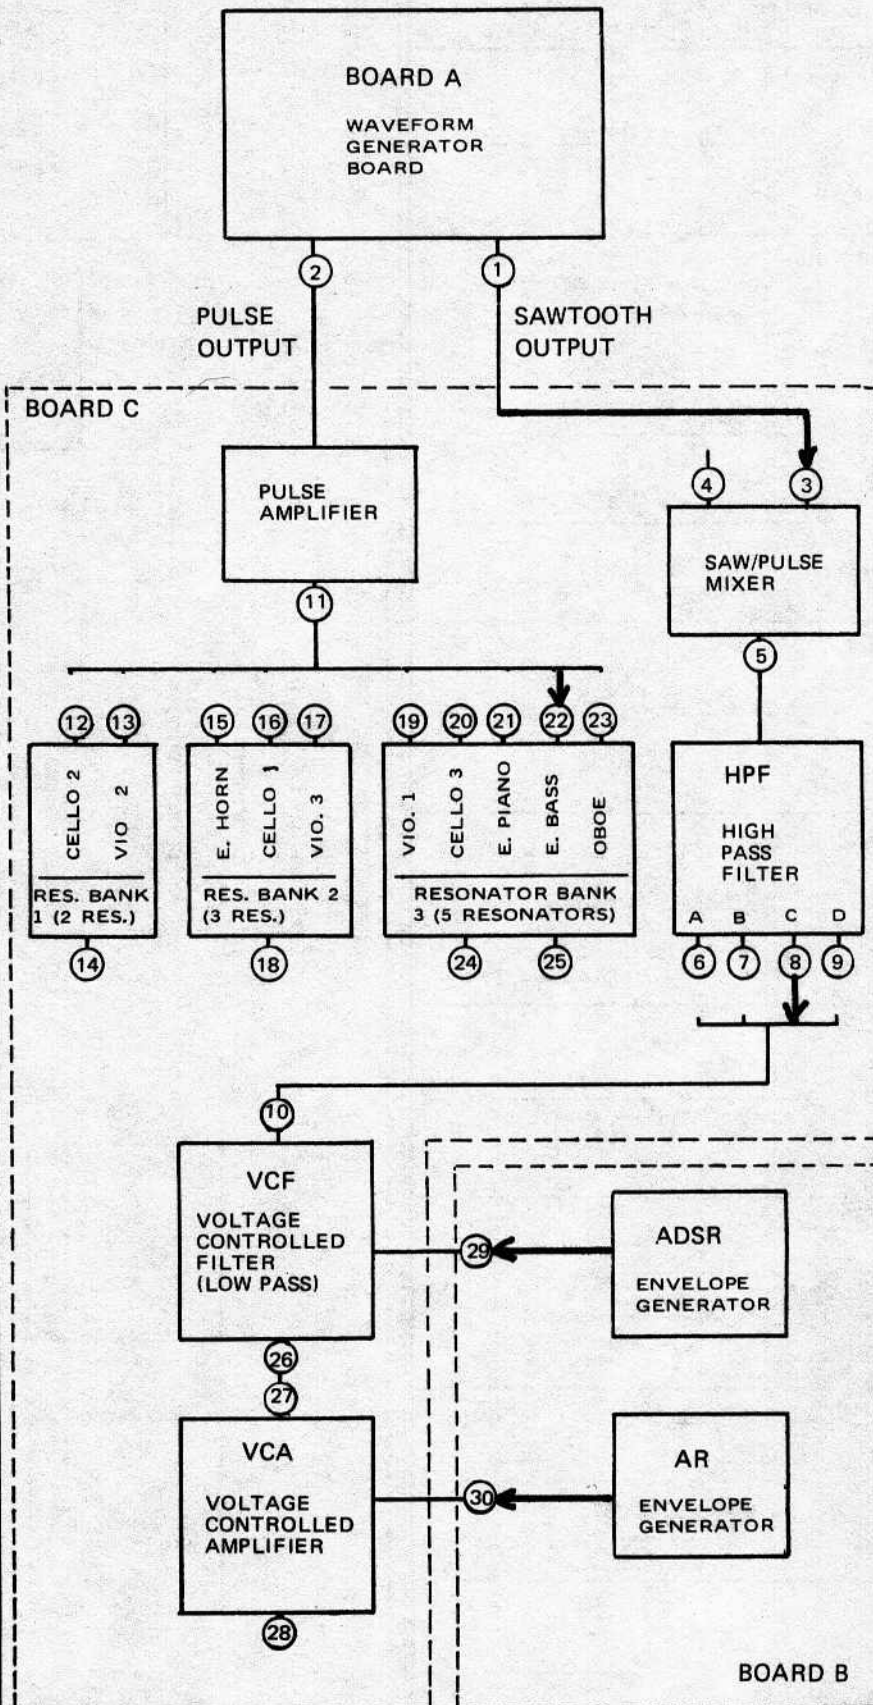 BOARD A
WAVEFORM
GENERATOR
BOARD
2
1
PULSE
OUTPUT
SAWTOOTH
OUTPUT
BOARD C
PULSE
AMPLIFIER
4
3
SAW/PULSE
MIXER
11
5
12
13
15
16
17
19
20
21
22
23
CELLO 2
VIO 2
E. HORN
CELLO 1
VIO. 3
VIO. 1
CELLO 3
E. PIANO
E. BASS
OBOE
RES. BANK
1 (2 RES.)
RES. BANK 2
(3 RES.)
RESONATOR BANK
3 (5 RESONATORS)
HPF
HIGH
PASS
FILTER
A
B
C
D
14
18
24
25
6
7
8
9
10
VCF
VOLTAGE
CONTROLLED
FILTER
(LOW PASS)
29
ADSR
ENVELOPE
GENERATOR
26
27
VCA
VOLTAGE
CONTROLLED
AMPLIFIER
30
AR
ENVELOPE
GENERATOR
28
BOARD B